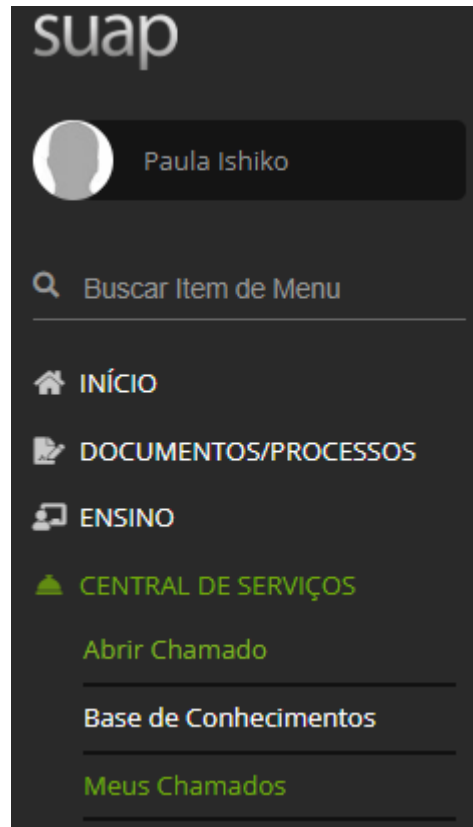 suap
Paula Ishiko
Buscar Item de Menu
INÍCIO
DOCUMENTOS/PROCESSOS
ENSINO
CENTRAL DE SERVIÇOS
Abrir Chamado
Base de Conhecimentos
Meus Chamados